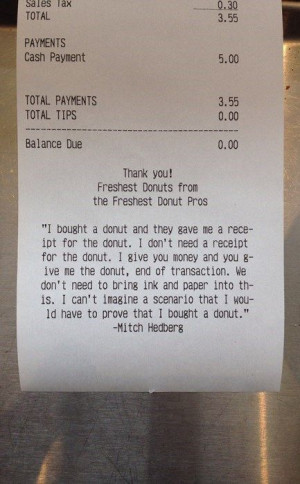 Sales Tax 0.30
TOTAL 3.55
PAYMENTS
Cash Payment 5.00
TOTAL PAYMENTS 3.55
TOTAL TIPS 0.00
Balance Due 0.00
Thank you!
Freshest Donuts from
the Freshest Donut Pros
"I bought a donut and they gave me a rece-
ipt for the donut. I don't need a receipt
for the donut. I give you money and you g-
ive me the donut, end of transaction. We
don't need to bring ink and paper into th-
is. I can't imagine a scenario that I wou-
ld have to prove that I bought a donut."
-Mitch Hedberg